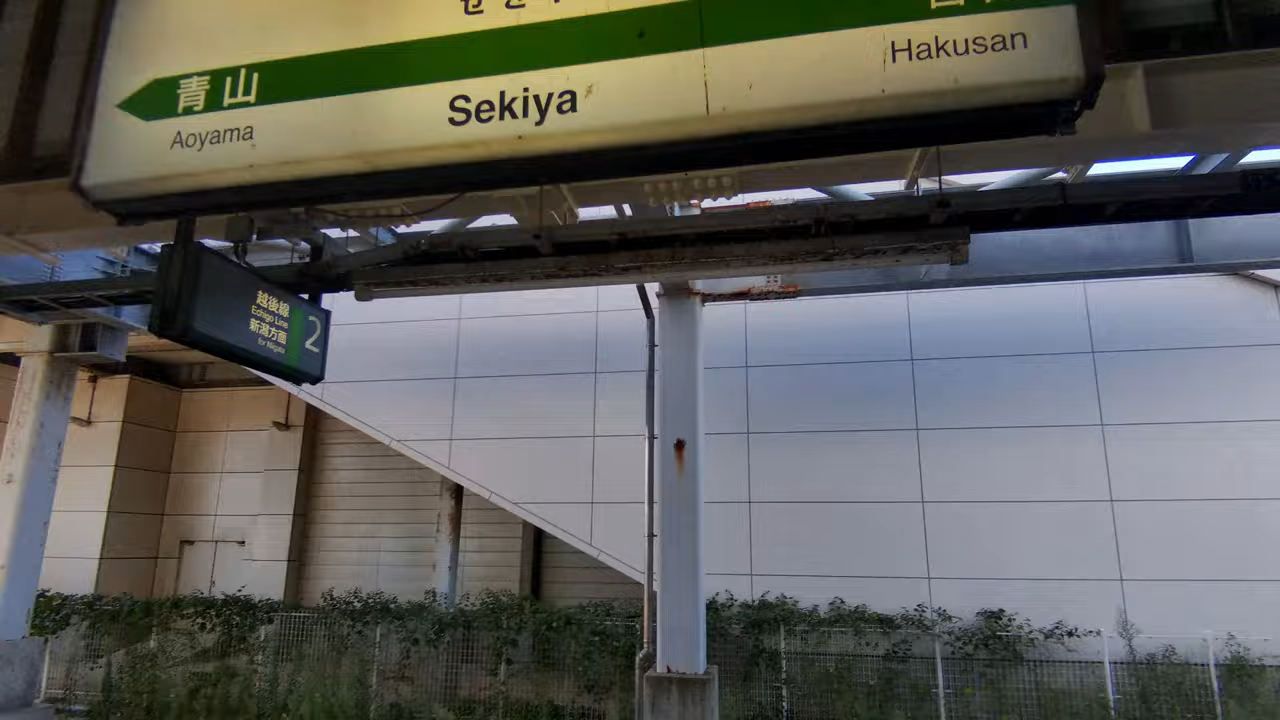 青山
Aoyama
Sekiya
Hakusan
越後線
Echigo Line
新潟方面
for Niigata
2